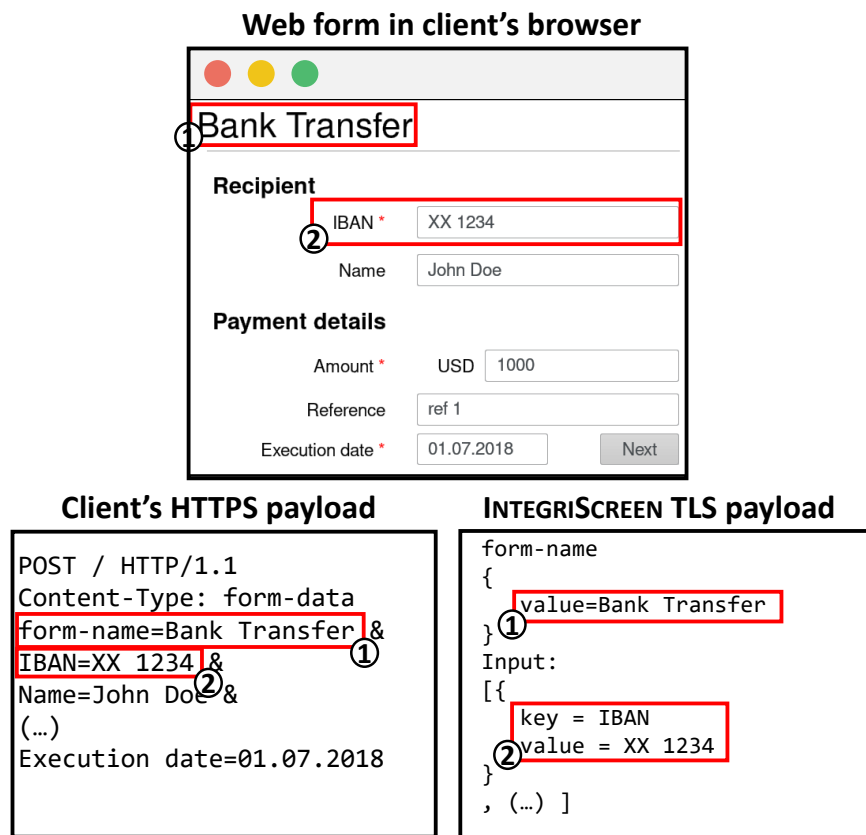 Web form in client's browser
① Bank Transfer
Recipient
② IBAN * XX 1234
Name John Doe
Payment details
Amount * USD 1000
Reference ref 1
Execution date * 01.07.2018 Next
Client's HTTPS payload
POST / HTTP/1.1
Content-Type: form-data
form-name=Bank Transfer & ①
IBAN=XX 1234 & ②
Name=John Doe &
(…)
Execution date=01.07.2018
INTEGRISCREEN TLS payload
form-name
{
value=Bank Transfer
} ①
Input:
[{
key = IBAN
② value = XX 1234
}
, (…) ]